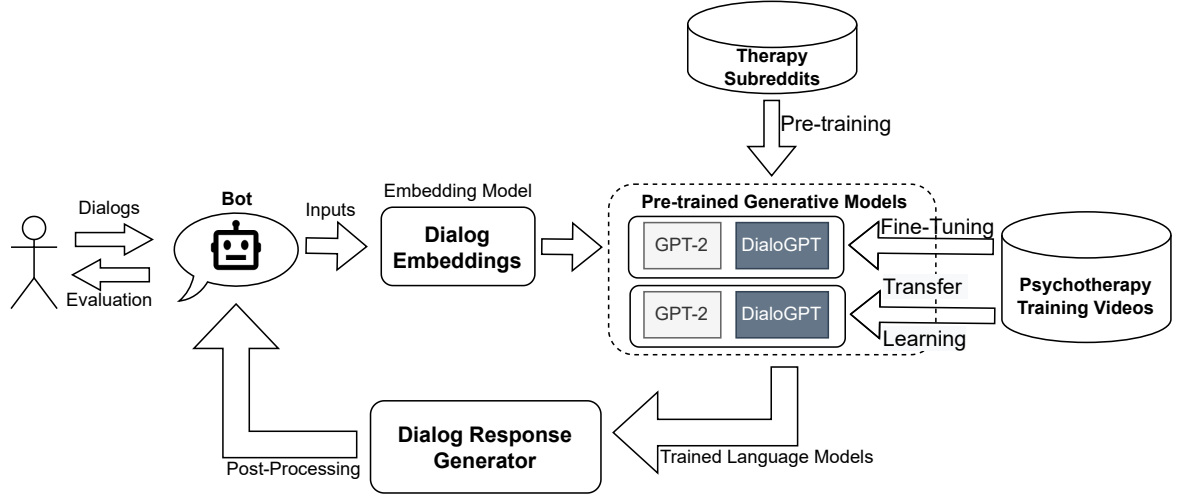 Therapy
Subreddits
Pre-training
Embedding Model
Pre-trained Generative Models
Bot
Dialogs
Inputs
Dialog
Embeddings
GPT-2
DialoGPT
Fine-Tuning
Evaluation
Transfer
Psychotherapy
Training Videos
GPT-2
DialoGPT
Learning
Dialog Response
Generator
Post-Processing
Trained Language Models